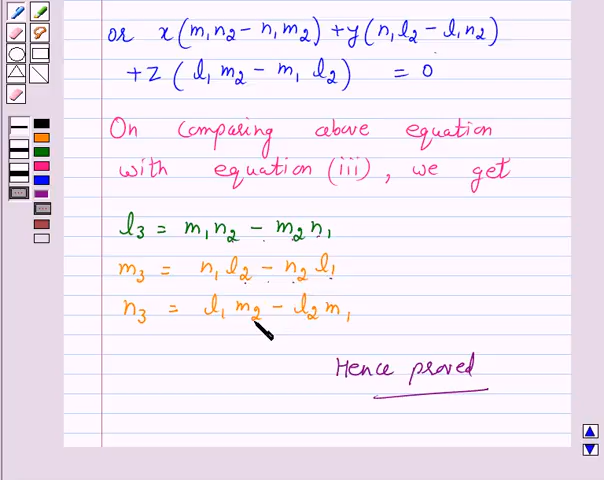 or x(m₁n₂ - n₁m₂) + y(n₁l₂ - l₁n₂)
+ z(l₁m₂ - m₁l₂) = 0
On comparing above equation
with equation (iii), we get
l₃ = m₁n₂ - m₂n₁
m₃ = n₁l₂ - n₂l₁
n₃ = l₁m₂ - l₂m₁
Hence proved